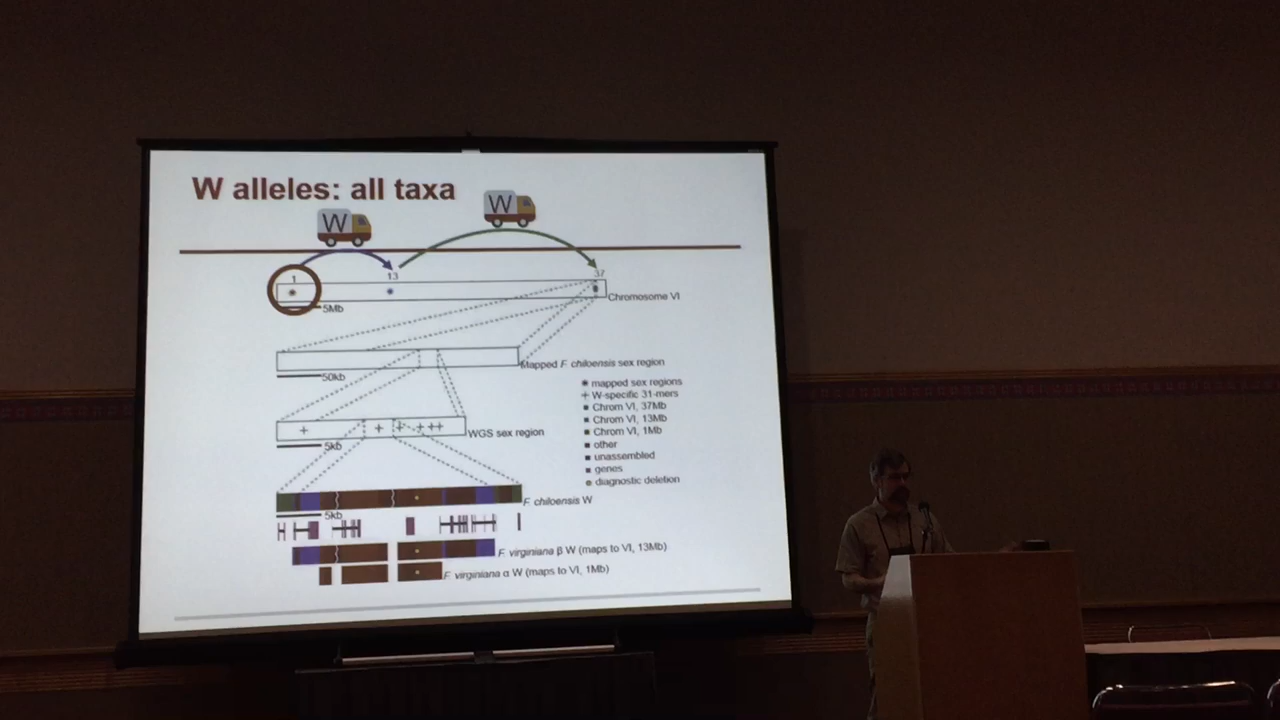 W alleles: all taxa
W
W
1
13
37
Chromosome VI
5Mb
Mapped F. chiloensis sex region
50kb
mapped sex regions
W-specific 31-mers
Chrom VI, 37Mb
Chrom VI, 13Mb
Chrom VI, 1Mb
other
unassembled
genes
diagnostic deletion
WGS sex region
5kb
F. chiloensis W
5kb
F. virginiana β W (maps to VI, 13Mb)
F. virginiana α W (maps to VI, 1Mb)